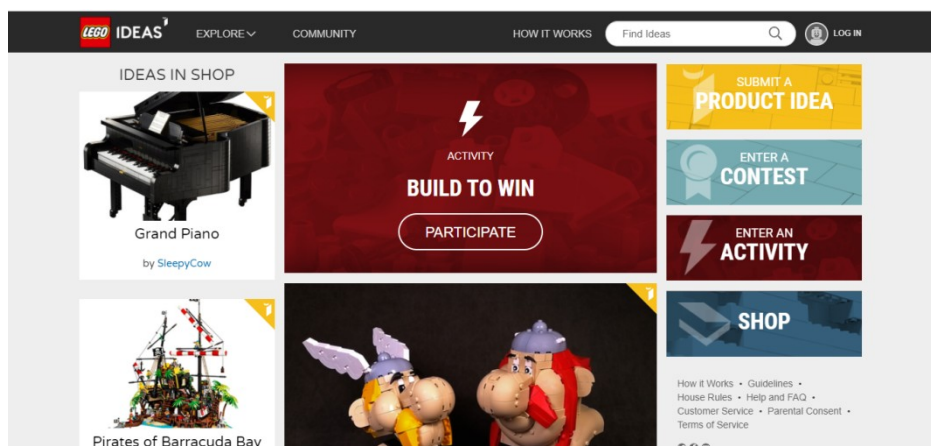 LEGO IDEAS EXPLORE COMMUNITY HOW IT WORKS Find Ideas LOG IN
IDEAS IN SHOP
Grand Piano
by SleepyCow
Pirates of Barracuda Bay
ACTIVITY
BUILD TO WIN
PARTICIPATE
SUBMIT A
PRODUCT IDEA
ENTER A
CONTEST
ENTER AN
ACTIVITY
SHOP
How it Works • Guidelines •
House Rules • Help and FAQ •
Customer Service • Parental Consent •
Terms of Service